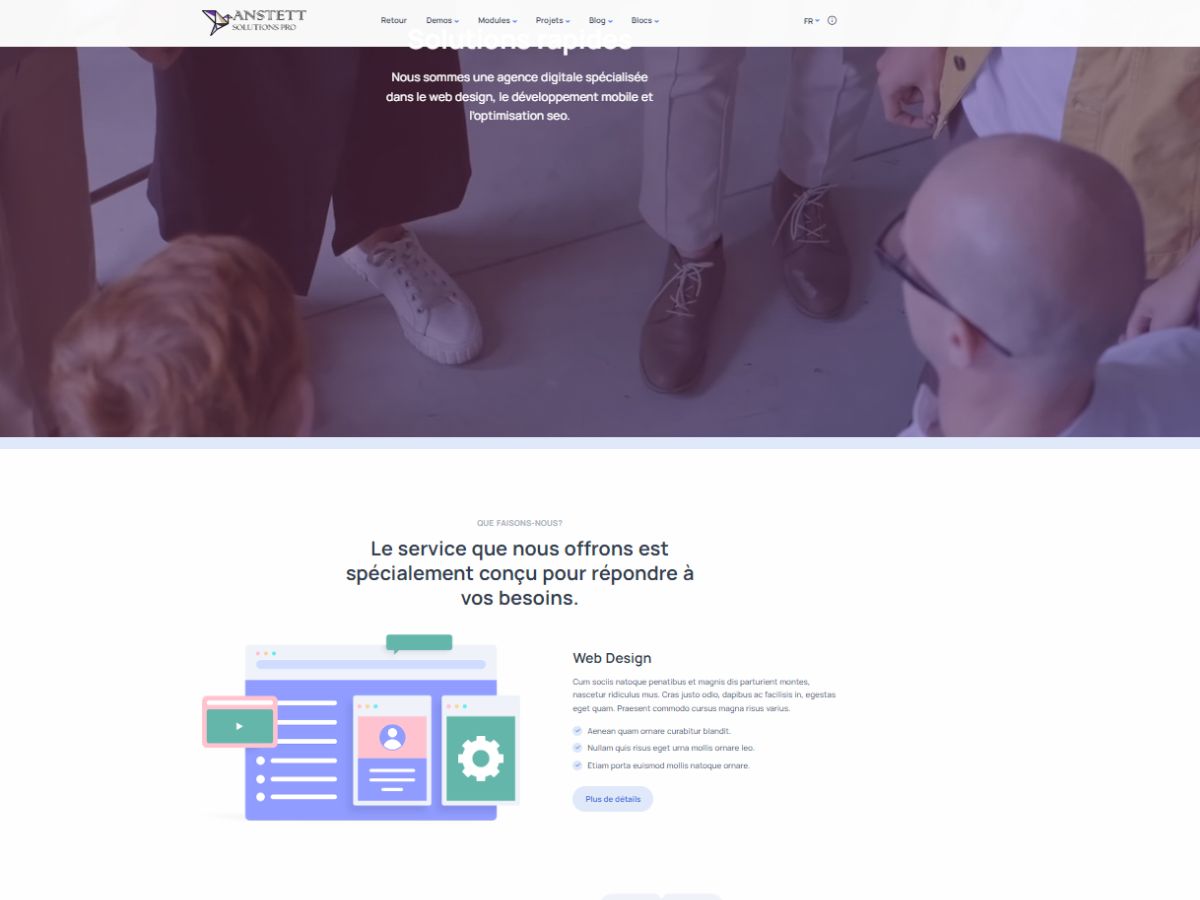 ANSTETT
SOLUTIONS PRO
Retour
Demos
Modules
Projets
Blog
Blocs
FR
Solutions rapides
Nous sommes une agence digitale spécialisée
dans le web design, le développement mobile et
l'optimisation seo.
QUE FAISONS-NOUS?
Le service que nous offrons est
spécialement conçu pour répondre à
vos besoins.
Web Design
Cum sociis natoque penatibus et magnis dis parturient montes,
nascetur ridiculus mus. Cras justo odio, dapibus ac facilisis in, egestas
eget quam. Praesent commodo cursus magna risus varius.
Aenean quam ornare curabitur blandit.
Nullam quis risus eget urna mollis ornare leo.
Etiam porta euismod mollis natoque ornare.
Plus de détails